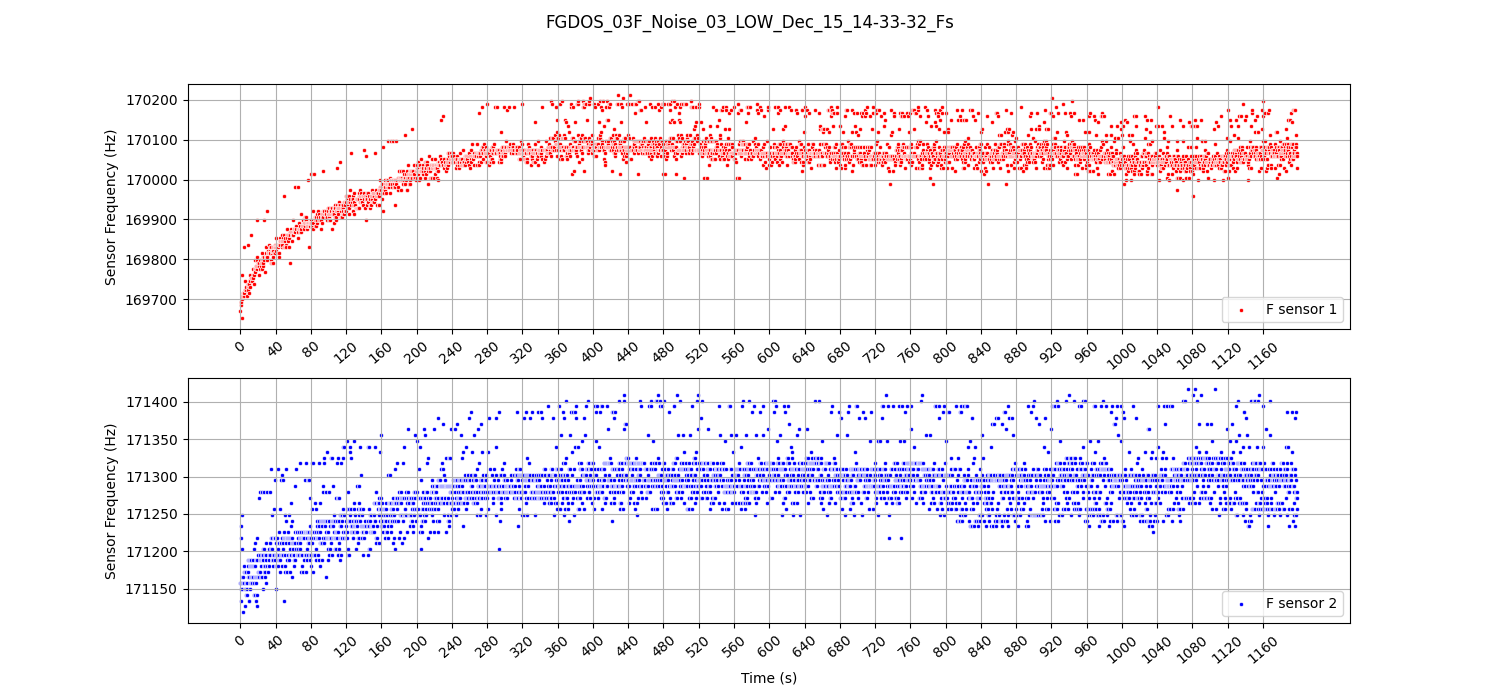 FGDOS_03F_Noise_03_LOW_Dec_15_14-33-32_Fs
Sensor Frequency (Hz)
170200
170100
170000
169900
169800
169700
F sensor 1
0 40 80 120 160 200 240 280 320 360 400 440 480 520 560 600 640 680 720 760 800 840 880 920 960 1000 1040 1080 1120 1160
Sensor Frequency (Hz)
171400
171350
171300
171250
171200
171150
F sensor 2
0 40 80 120 160 200 240 280 320 360 400 440 480 520 560 600 640 680 720 760 800 840 880 920 960 1000 1040 1080 1120 1160
Time (s)